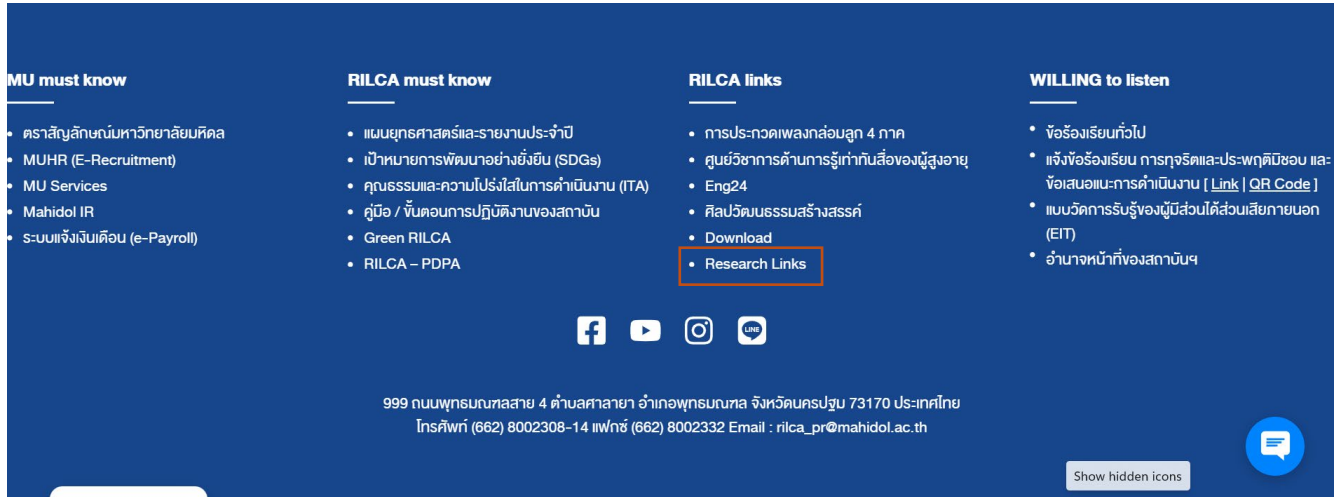 MU must know
ตราสัญลักษณ์มหาวิทยาลัยมหิดล
MUHR (E-Recruitment)
MU Services
Mahidol IR
ระบบแจ้งเงินเดือน (e-Payroll)
RILCA must know
แผนยุทธศาสตร์และรายงานประจำปี
เป้าหมายการพัฒนาอย่างยั่งยืน (SDGs)
คุณธรรมและความโปร่งใสในการดำเนินงาน (ITA)
คู่มือ / ขั้นตอนการปฏิบัติงานของสถาบัน
Green RILCA
RILCA – PDPA
RILCA links
การประกวดเพลงกล่อมลูก 4 ภาค
ศูนย์วิชาการด้านการรู้เท่าทันสื่อของผู้สูงอายุ
Eng24
ศิลปวัฒนธรรมสร้างสรรค์
Download
Research Links
WILLING to listen
ข้อร้องเรียนทั่วไป
แจ้งข้อร้องเรียน การทุจริตและประพฤติมิชอบ และ
ข้อเสนอแนะการดำเนินงาน [ Link | QR Code ]
แบบวัดการรับรู้ของผู้มีส่วนได้ส่วนเสียภายนอก
(EIT)
อำนาจหน้าที่ของสถาบันฯ
LINE
999 ถนนพุทธมณฑลสาย 4 ตำบลศาลายา อำเภอพุทธมณฑล จังหวัดนครปฐม 73170 ประเทศไทย
โทรศัพท์ (662) 8002308-14 แฟกซ์ (662) 8002332 Email : rilca_pr@mahidol.ac.th
Show hidden icons